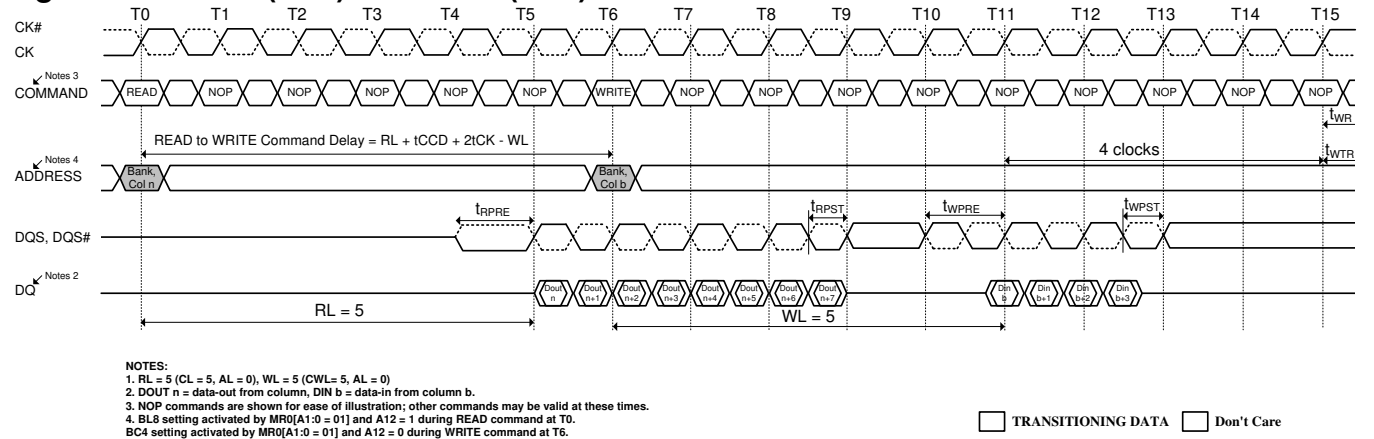 T0 T1 T2 T3 T4 T5 T6 T7 T8 T9 T10 T11 T12 T13 T14 T15
CK#
CK
Notes 3
COMMAND READ NOP NOP NOP NOP NOP WRITE NOP NOP NOP NOP NOP NOP NOP NOP NOP
tWR
READ to WRITE Command Delay = RL + tCCD + 2tCK - WL
4 clocks
tWTR
Notes 4
ADDRESS
Bank, Col n
Bank, Col b
tRPRE tRPST tWPRE tWPST
DQS, DQS#
Notes 2
DQ
Dout n Dout n+1 Dout n+2 Dout n+3 Dout n+4 Dout n+5 Dout n+6 Dout n+7 Din b Din b+1 Din b+2 Din b+3
RL = 5 WL = 5
NOTES:
1. RL = 5 (CL = 5, AL = 0), WL = 5 (CWL= 5, AL = 0)
2. DOUT n = data-out from column, DIN b = data-in from column b.
3. NOP commands are shown for ease of illustration; other commands may be valid at these times.
4. BL8 setting activated by MR0[A1:0 = 01] and A12 = 1 during READ command at T0.
BC4 setting activated by MR0[A1:0 = 01] and A12 = 0 during WRITE command at T6.
TRANSITIONING DATA Don't Care